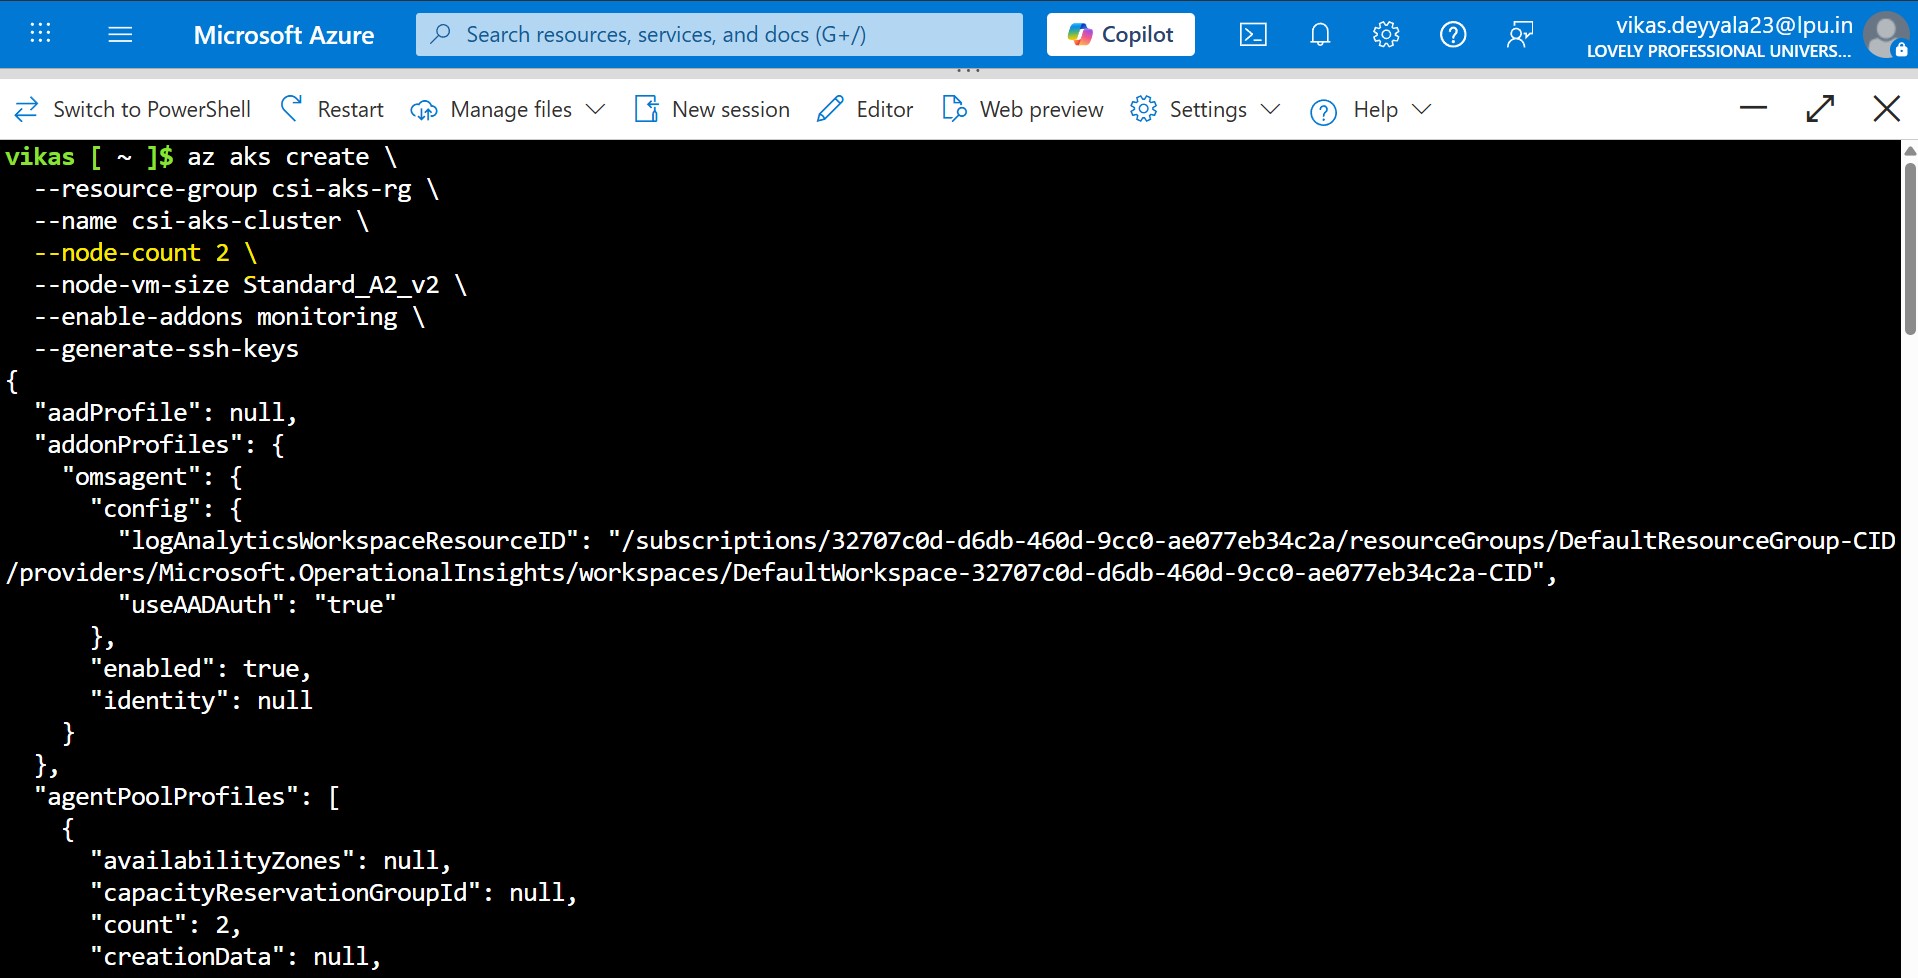 Microsoft Azure
Search resources, services, and docs (G+/)
Copilot
vikas.deyyala23@lpu.in
LOVELY PROFESSIONAL UNIVERS...
Switch to PowerShell
Restart
Manage files
New session
Editor
Web preview
Settings
Help
vikas [ ~ ]$ az aks create \
  --resource-group csi-aks-rg \
  --name csi-aks-cluster \
  --node-count 2 \
  --node-vm-size Standard_A2_v2 \
  --enable-addons monitoring \
  --generate-ssh-keys
{
  "aadProfile": null,
  "addonProfiles": {
    "omsagent": {
      "config": {
        "logAnalyticsWorkspaceResourceID": "/subscriptions/32707c0d-d6db-460d-9cc0-ae077eb34c2a/resourceGroups/DefaultResourceGroup-CID
/providers/Microsoft.OperationalInsights/workspaces/DefaultWorkspace-32707c0d-d6db-460d-9cc0-ae077eb34c2a-CID",
        "useAADAuth": "true"
      },
      "enabled": true,
      "identity": null
    }
  },
  "agentPoolProfiles": [
    {
      "availabilityZones": null,
      "capacityReservationGroupId": null,
      "count": 2,
      "creationData": null,